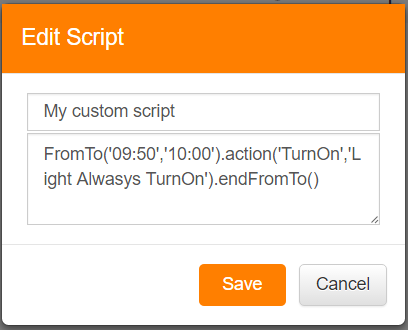 Edit Script
My custom script
FromTo('09:50','10:00').action('TurnOn','L
ight Alwasys TurnOn').endFromTo()
Save
Cancel